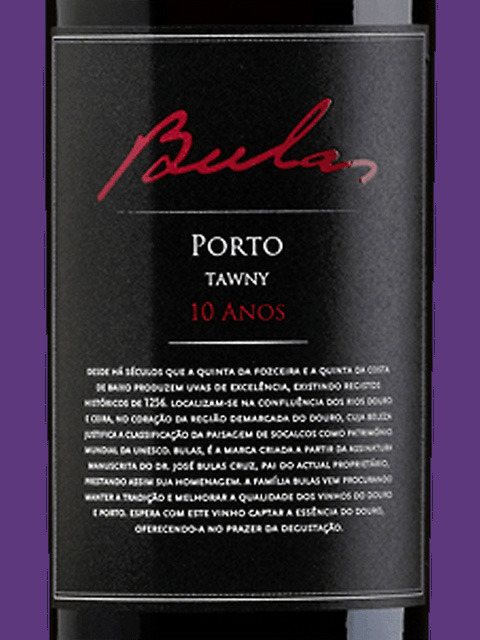 Bulas
PORTO
TAWNY
10 ANOS
DESDE HÁ SÉCULOS QUE A QUINTA DA FOZCEIRA E A QUINTA DA COSTA
DE BAIXO PRODUZEM UVAS DE EXCELÊNCIA, EXISTINDO REGISTOS
HISTÓRICOS DE 1256. LOCALIZAM-SE NA CONFLUÊNCIA DOS RIOS DOURO
E CEIRA, NO CORAÇÃO DA REGIÃO DEMARCADA DO DOURO, CUJA BELEZA
JUSTIFICA A CLASSIFICAÇÃO DA PAISAGEM DE SOCALCOS COMO PATRIMÓNIO
MUNDIAL DA UNESCO. BULAS, É A MARCA CRIADA A PARTIR DA ASSINATURA
MANUSCRITA DO DR. JOSÉ BULAS CRUZ, PAI DO ACTUAL PROPRIETÁRIO,
PRESTANDO ASSIM SUA HOMENAGEM. A FAMÍLIA BULAS VEM PROCURANDO
MANTER A TRADIÇÃO E MELHORAR A QUALIDADE DOS VINHOS DO DOURO
E PORTO. ESPERA COM ESTE VINHO CAPTAR A ESSÊNCIA DO DOURO,
OFERECENDO-A NO PRAZER DA DEGUSTAÇÃO.